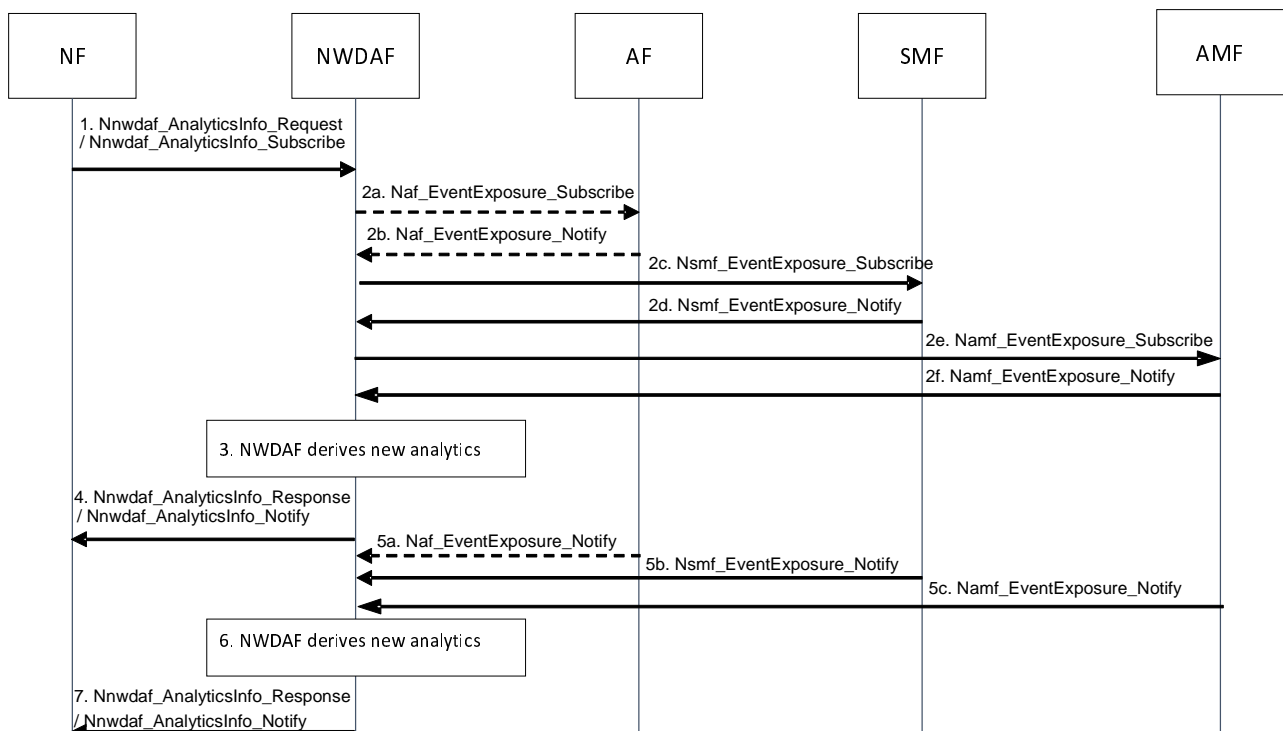 NF
NWDAF
AF
SMF
AMF
1. Nnwdaf_AnalyticsInfo_Request
/ Nnwdaf_AnalyticsInfo_Subscribe
2a. Naf_EventExposure_Subscribe
2b. Naf_EventExposure_Notify
2c. Nsmf_EventExposure_Subscribe
2d. Nsmf_EventExposure_Notify
2e. Namf_EventExposure_Subscribe
2f. Namf_EventExposure_Notify
3. NWDAF derives new analytics
4. Nnwdaf_AnalyticsInfo_Response
/ Nnwdaf_AnalyticsInfo_Notify
5a. Naf_EventExposure_Notify
5b. Nsmf_EventExposure_Notify
5c. Namf_EventExposure_Notify
6. NWDAF derives new analytics
7. Nnwdaf_AnalyticsInfo_Response
/ Nnwdaf_AnalyticsInfo_Notify